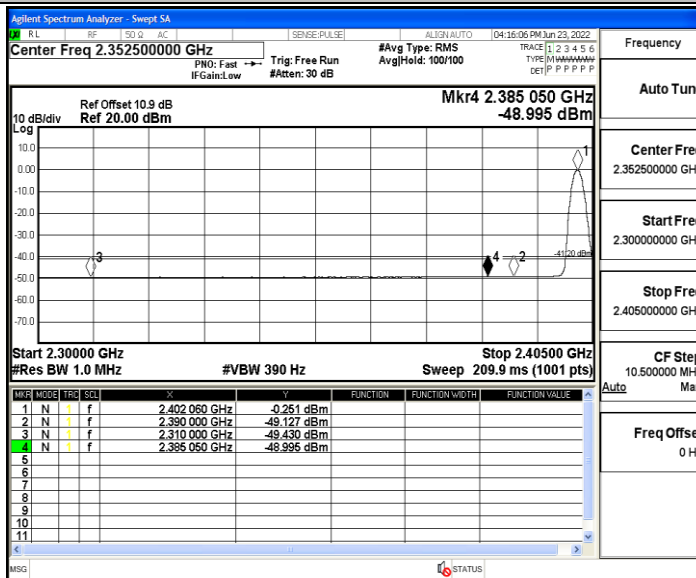 Agilent Spectrum Analyzer - Swept SA
LXI RL RF 50 Ω AC SENSE:PULSE ALIGN AUTO 04:16:06 PM Jun 23, 2022
Center Freq 2.352500000 GHz
PNO: Fast
IFGain:Low
Trig: Free Run
#Atten: 30 dB
#Avg Type: RMS
Avg|Hold: 100/100
TRACE 1 2 3 4 5 6
TYPE M WWWWW
DET P P P P P P
Frequency
Auto Tun
Ref Offset 10.9 dB
10 dB/div Ref 20.00 dBm
Log
Mkr4 2.385 050 GHz
-48.995 dBm
10.0
0.00
-10.0
-20.0
-30.0
-40.0
-50.0
-60.0
-70.0
1
3
4
2
-41.20 dBm
Center Fre
2.352500000 GH
Start Fre
2.300000000 GH
Stop Fre
2.405000000 GH
Start 2.30000 GHz Stop 2.40500 GHz
#Res BW 1.0 MHz #VBW 390 Hz Sweep 209.9 ms (1001 pts)
CF Step
10.500000 MH
Auto Ma
Freq Offse
0 H
MKR MODE TRC SCL X Y FUNCTION FUNCTION WIDTH FUNCTION VALUE
1 N 1 f 2.402 060 GHz -0.251 dBm
2 N 1 f 2.390 000 GHz -49.127 dBm
3 N 1 f 2.310 000 GHz -49.430 dBm
4 N 1 f 2.385 050 GHz -48.995 dBm
5
6
7
8
9
10
11
MSG STATUS